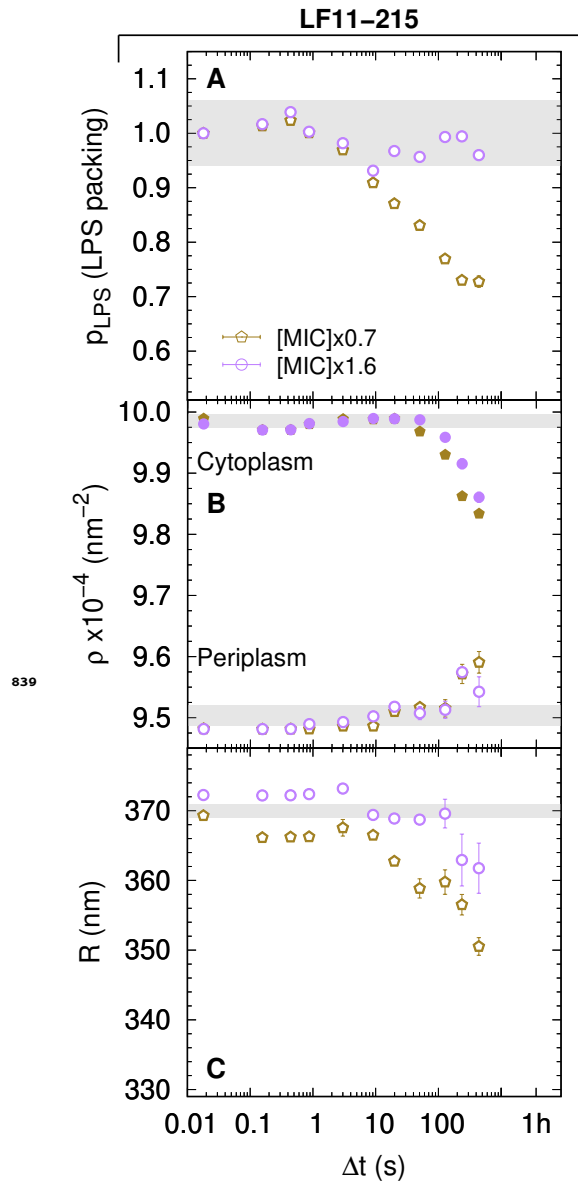 LF11−215
A
1.1
1.0
0.9
0.8
0.7
0.6
pLPS (LPS packing)
[MIC]x0.7
[MIC]x1.6
10.0
9.9
9.8
9.7
9.6
9.5
ρ x10-4 (nm-2)
Cytoplasm
B
Periplasm
839
370
360
350
340
330
R (nm)
C
0.01 0.1 1 10 100 1h
Δt (s)